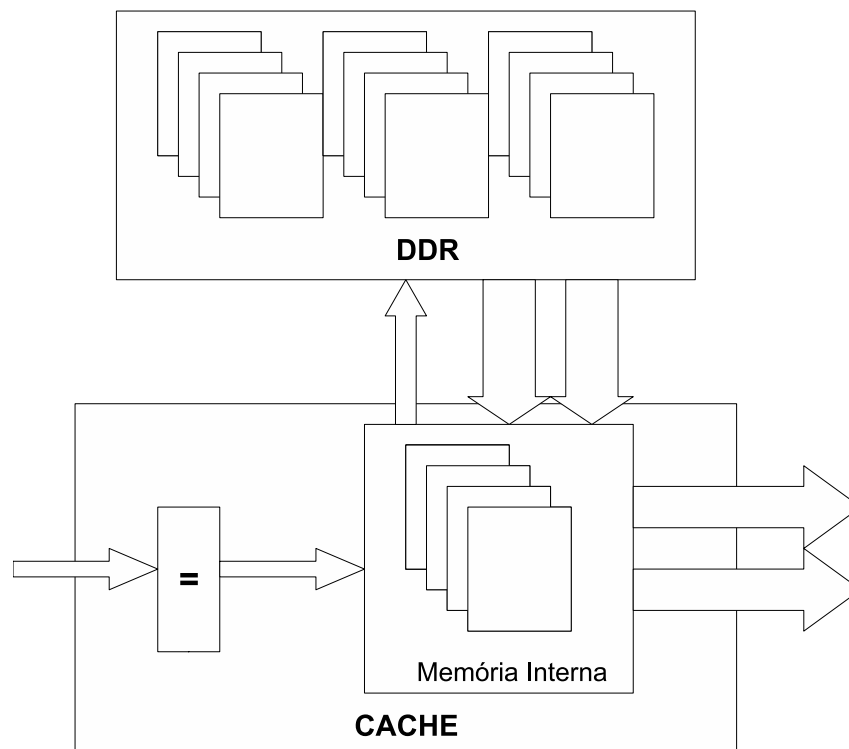 DDR
=
Memória Interna
CACHE